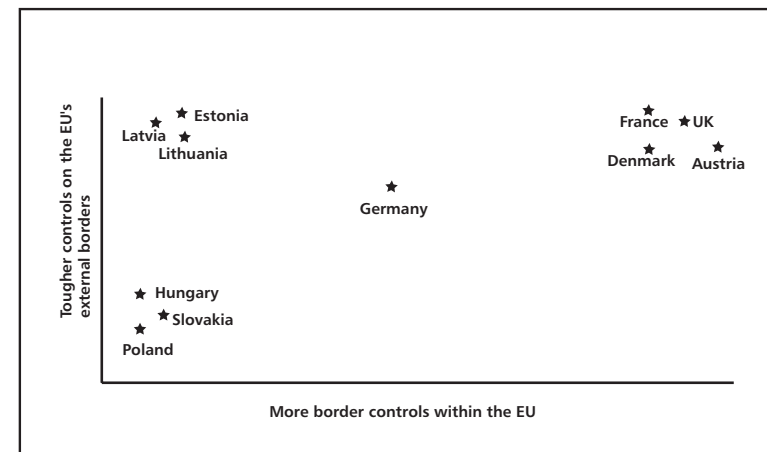 Tougher controls on the EU's
external borders
Estonia
Latvia
Lithuania
France
UK
Denmark
Austria
Germany
Hungary
Slovakia
Poland
More border controls within the EU